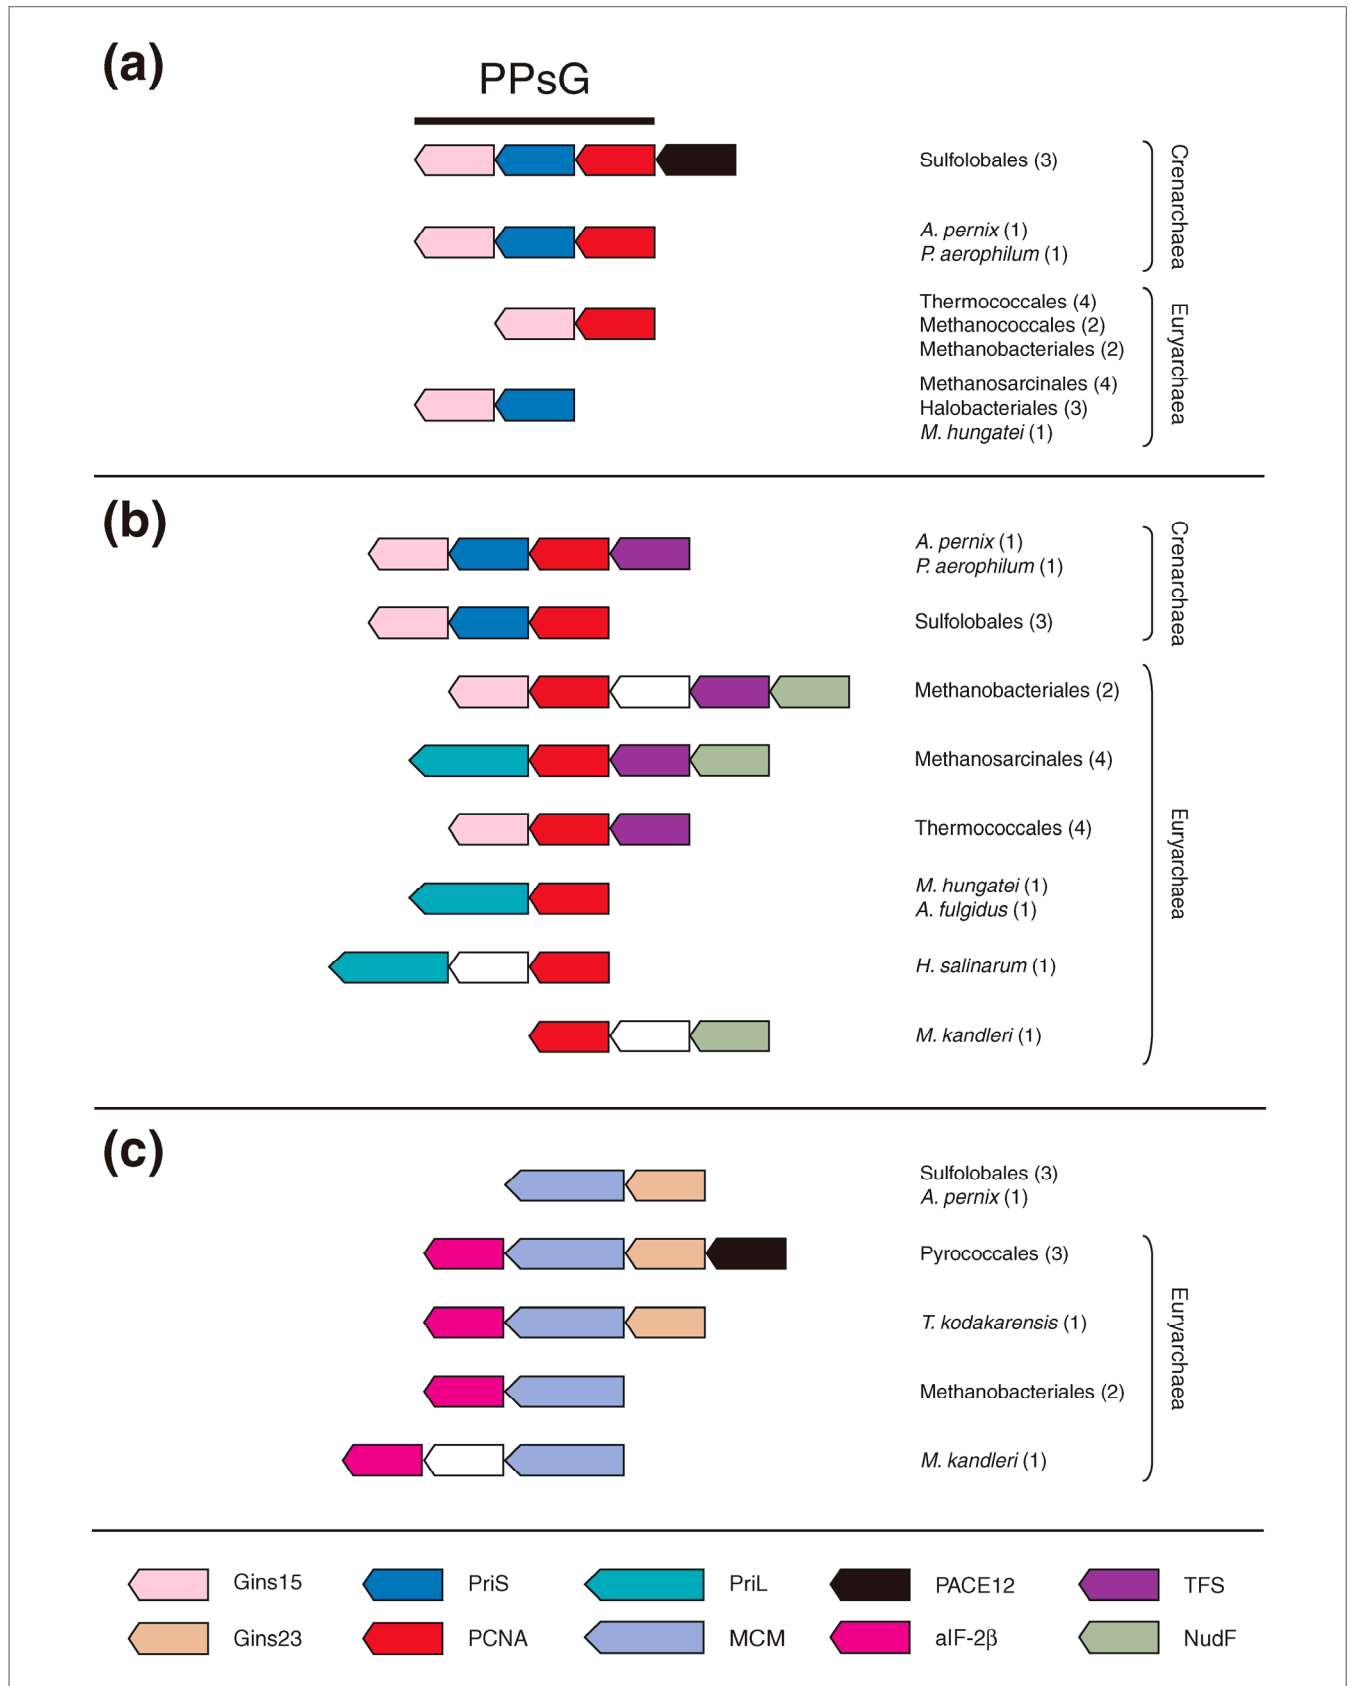 (a)
PPsG
Sulfolobales (3)
A. pernix (1)
P. aerophilum (1)
Crenarchaea
Thermococcales (4)
Methanococcales (2)
Methanobacteriales (2)
Methanosarcinales (4)
Halobacteriales (3)
M. hungatei (1)
Euryarchaea
(b)
A. pernix (1)
P. aerophilum (1)
Sulfolobales (3)
Crenarchaea
Methanobacteriales (2)
Methanosarcinales (4)
Thermococcales (4)
M. hungatei (1)
A. fulgidus (1)
H. salinarum (1)
M. kandleri (1)
Euryarchaea
(c)
Sulfolobales (3)
A. pernix (1)
Pyrococcales (3)
T. kodakarensis (1)
Methanobacteriales (2)
M. kandleri (1)
Euryarchaea
Gins15 PriS PriL PACE12 TFS
Gins23 PCNA MCM aIF-2β NudF